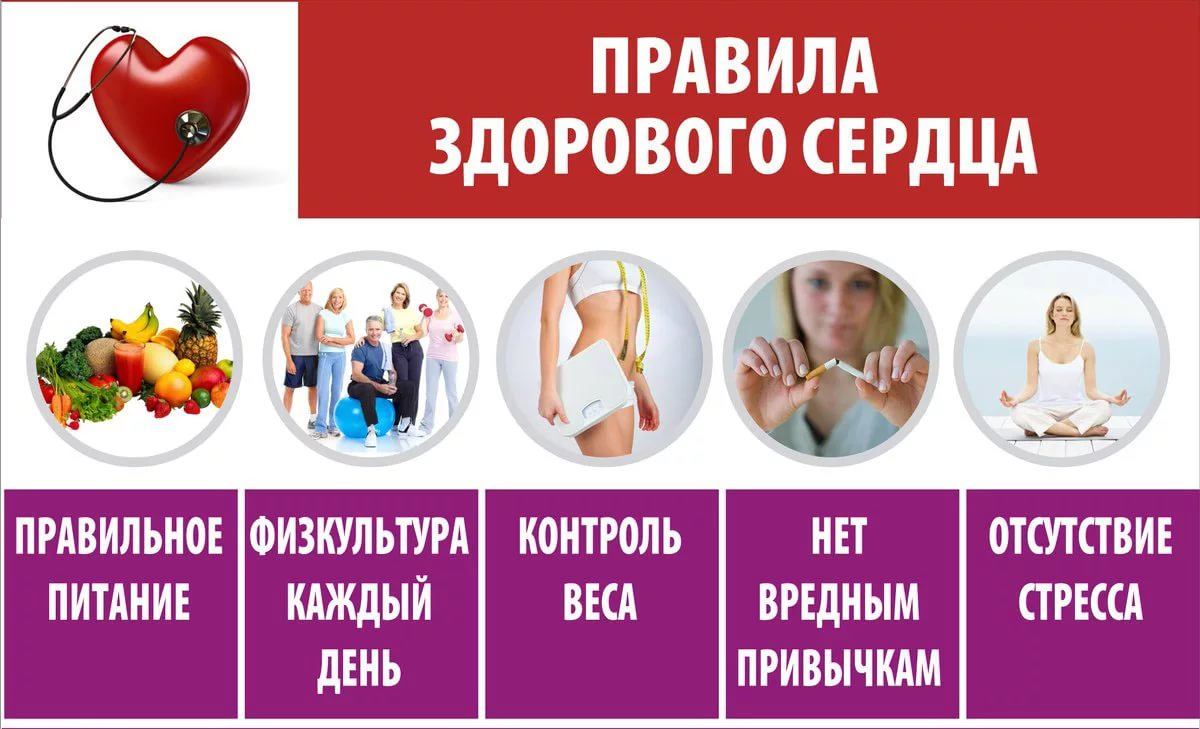 ПРАВИЛА
ЗДОРОВОГО СЕРДЦА
ПРАВИЛЬНОЕ
ПИТАНИЕ
ФИЗКУЛЬТУРА
КАЖДЫЙ
ДЕНЬ
КОНТРОЛЬ
ВЕСА
НЕТ
ВРЕДНЫМ
ПРИВЫЧКАМ
ОТСУТСТВИЕ
СТРЕССА